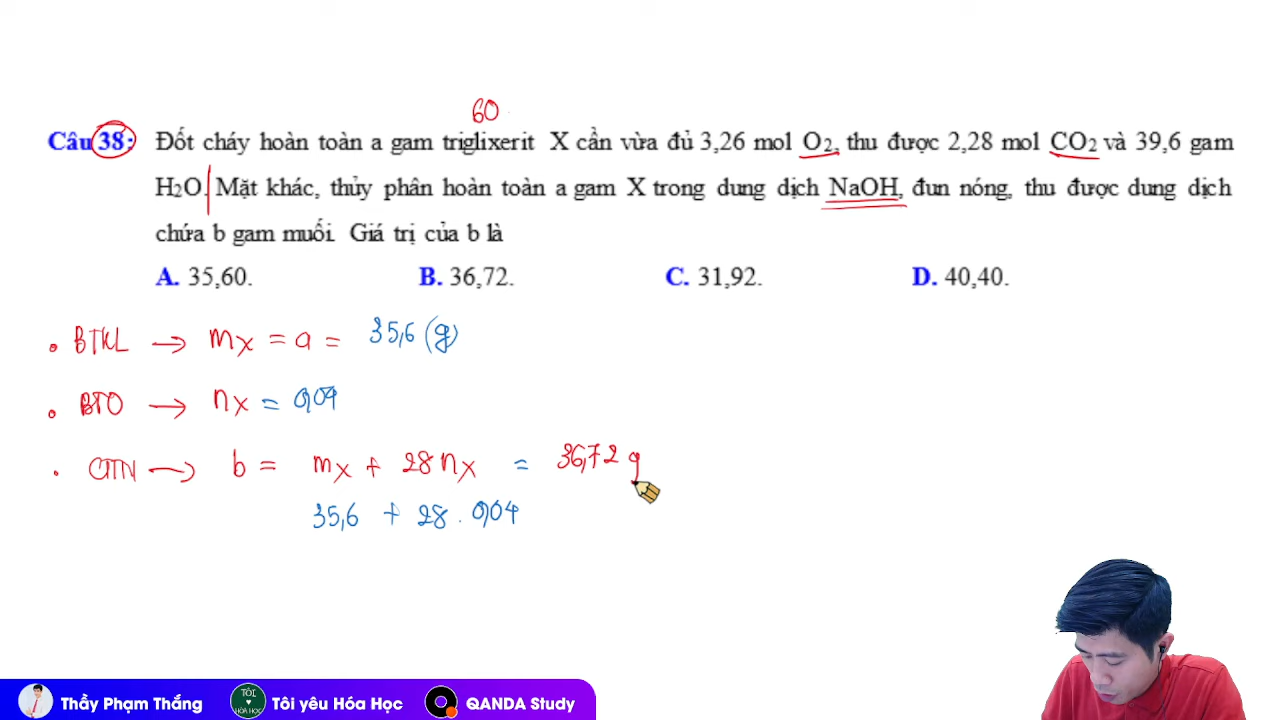 60
Câu 38: Đốt cháy hoàn toàn a gam triglixerit X cần vừa đủ 3,26 mol O2, thu được 2,28 mol CO2 và 39,6 gam
H2O. Mặt khác, thủy phân hoàn toàn a gam X trong dung dịch NaOH, đun nóng, thu được dung dịch
chứa b gam muối. Giá trị của b là
A. 35,60. B. 36,72. C. 31,92. D. 40,40.
• BTKL → mX = a = 35,6 (g)
• BTO → nX = 0,04
• CTTN → b = mX + 28nX = 36,72 g
35,6 + 28 . 0,04
Thầy Phạm Thắng TÔI ♥ HÓA HỌC Tôi yêu Hóa Học QANDA Study